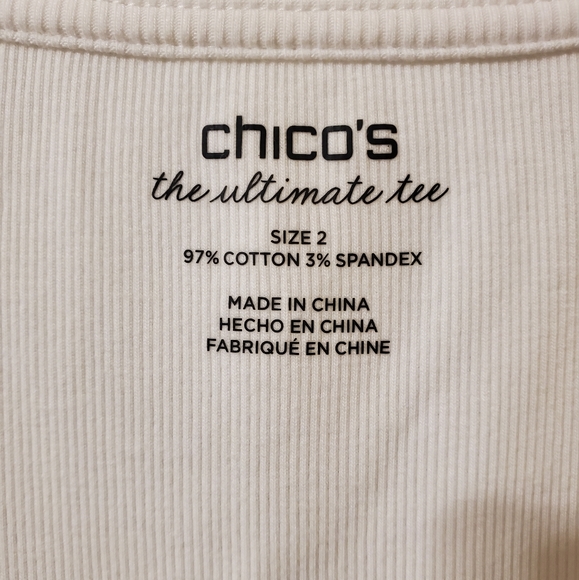 chico's
the ultimate tee
SIZE 2
97% COTTON 3% SPANDEX
MADE IN CHINA
HECHO EN CHINA
FABRIQUÉ EN CHINE